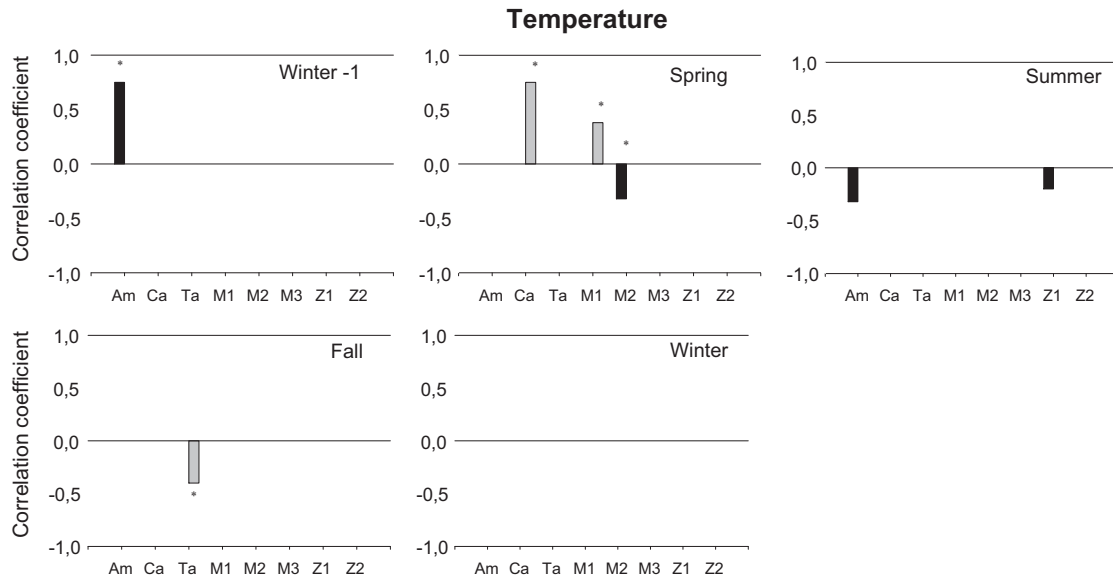 Temperature
Correlation coefficient
1,0
0,5
0,0
-0,5
-1,0
Winter -1
*
Am Ca Ta M1 M2 M3 Z1 Z2
1,0
0,5
0,0
-0,5
-1,0
Spring
* * *
Am Ca Ta M1 M2 M3 Z1 Z2
1,0
0,5
0,0
-0,5
-1,0
Summer
Am Ca Ta M1 M2 M3 Z1 Z2
Correlation coefficient
1,0
0,5
0,0
-0,5
-1,0
Fall
*
Am Ca Ta M1 M2 M3 Z1 Z2
1,0
0,5
0,0
-0,5
-1,0
Winter
Am Ca Ta M1 M2 M3 Z1 Z2